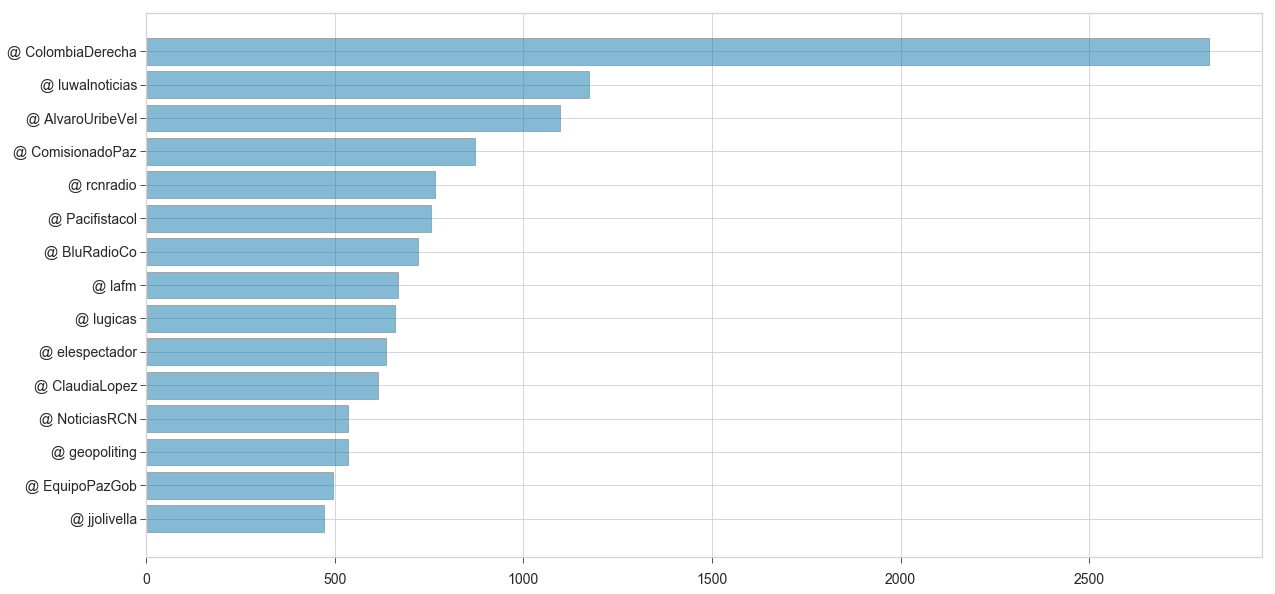 @ ColombiaDerecha
@ luwalnoticias
@ AlvaroUribeVel
@ ComisionadoPaz
@ rcnradio
@ Pacifistacol
@ BluRadioCo
@ lafm
@ lugicas
@ elespectador
@ ClaudiaLopez
@ NoticiasRCN
@ geopoliting
@ EquipoPazGob
@ jjolivella
0 500 1000 1500 2000 2500